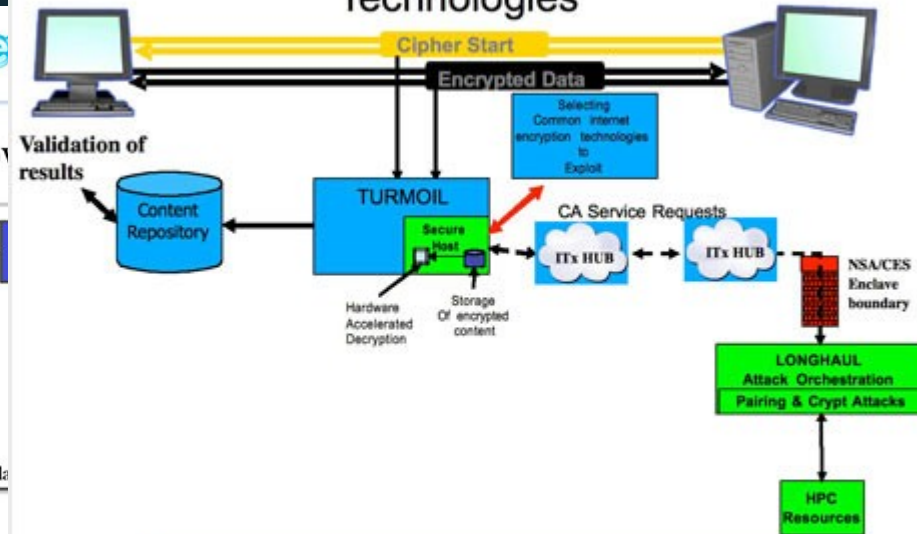 Technologies
Cipher Start
Encrypted Data
Selecting
Common internet
encryption technologies
to
Exploit
Validation of
results
Content
Repository
TURMOIL
Secure
Host
Hardware
Accelerated
Decryption
Storage
Of encrypted
content
CA Service Requests
ITx HUB
ITx HUB
NSA/CES
Enclave
boundary
LONGHAUL
Attack Orchestration
Pairing & Crypt Attacks
HPC
Resources